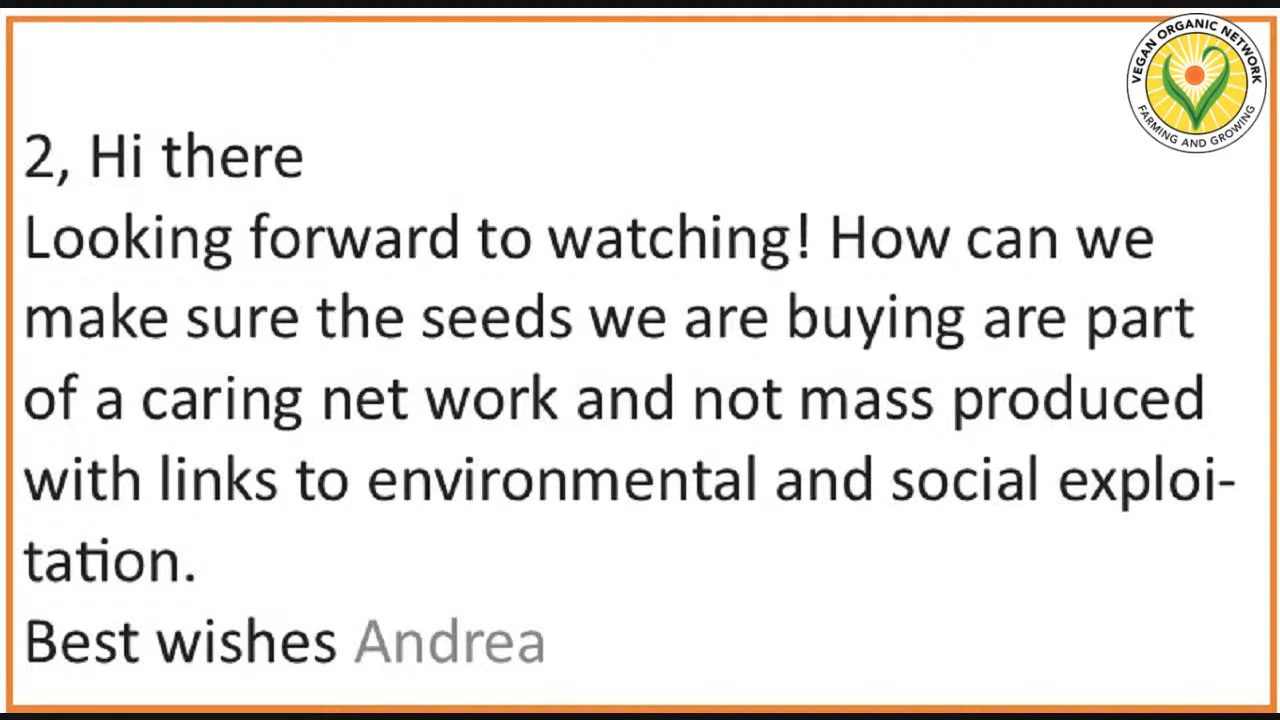 VEGAN ORGANIC NETWORK
FARMING AND GROWING
2, Hi there
Looking forward to watching! How can we
make sure the seeds we are buying are part
of a caring net work and not mass produced
with links to environmental and social exploi-
tation.
Best wishes Andrea